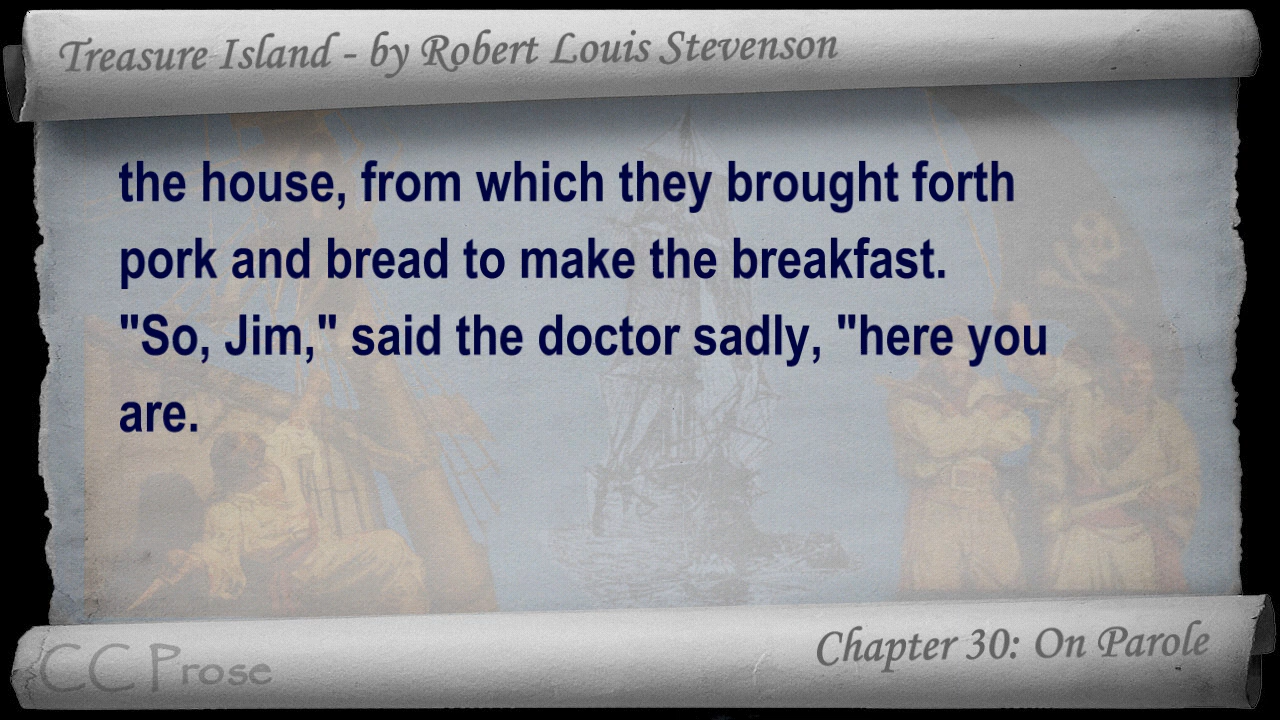 Treasure Island - by Robert Louis Stevenson
the house, from which they brought forth
pork and bread to make the breakfast.
"So, Jim," said the doctor sadly, "here you
are.
Chapter 30: On Parole
CC Prose